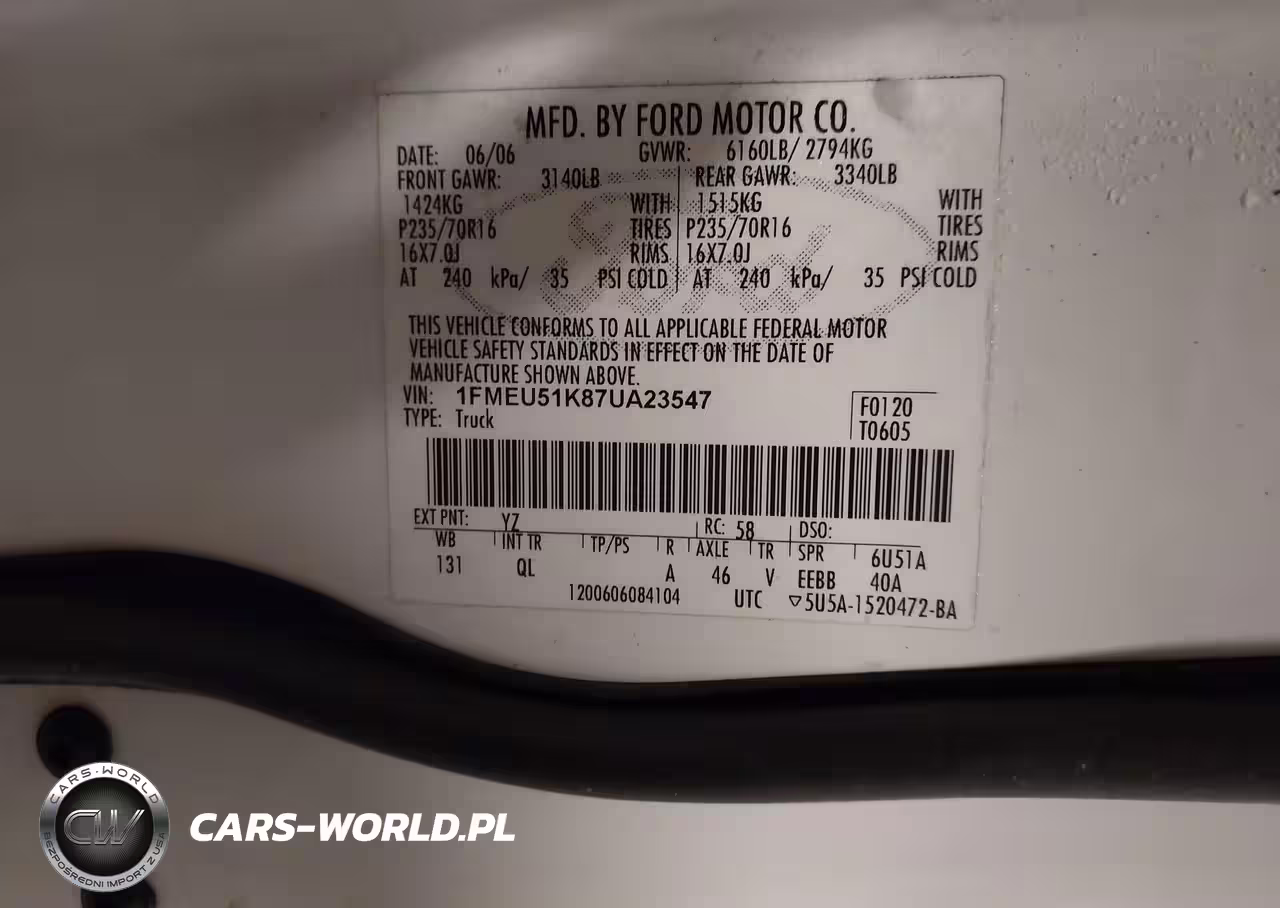 MFD. BY FORD MOTOR CO.
DATE: 06/06 GVWR: 6160LB/ 2794KG
FRONT GAWR: 3140LB REAR GAWR: 3340LB
1424KG WITH 1515KG WITH
P235/70R16 TIRES P235/70R16 TIRES
16X7.0J RIMS 16X7.0J RIMS
AT 240 kPa/ 35 PSI COLD AT 240 kPa/ 35 PSI COLD
Ford
THIS VEHICLE CONFORMS TO ALL APPLICABLE FEDERAL MOTOR
VEHICLE SAFETY STANDARDS IN EFFECT ON THE DATE OF
MANUFACTURE SHOWN ABOVE.
VIN: 1FMEU51K87UA23547 F0120
TYPE: Truck T0605
EXT PNT: YZ RC: 58 DSO:
WB INT TR TP/PS R AXLE TR SPR 6U51A
131 QL A 46 V EEBB 40A
1200606084104 UTC ▽5U5A-1520472-BA
CARS-WORLD
CW
BEZPOŚREDNI IMPORT Z USA
CARS-WORLD.PL